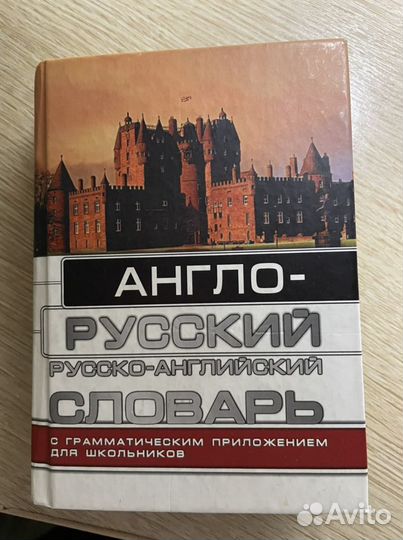 АНГЛО-
РУССКИЙ
РУССКО-АНГЛИЙСКИЙ
СЛОВАРЬ
С ГРАММАТИЧЕСКИМ ПРИЛОЖЕНИЕМ
ДЛЯ ШКОЛЬНИКОВ
Avito